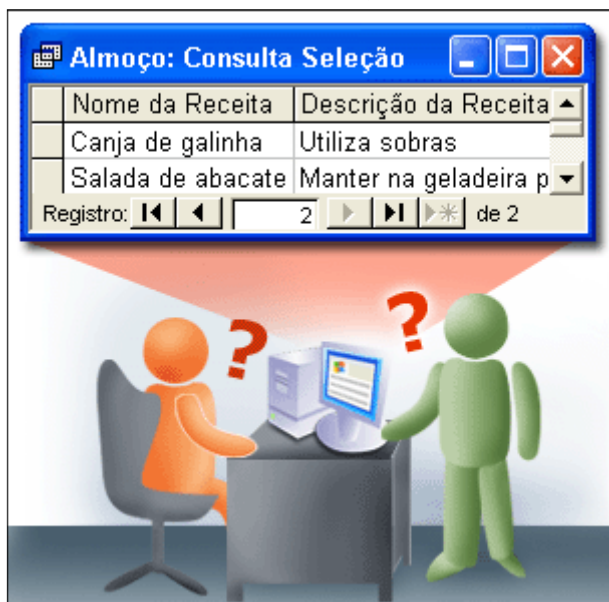 Almoço: Consulta Seleção
Nome da Receita Descrição da Receita
Canja de galinha Utiliza sobras
Salada de abacate Manter na geladeira p
Registro: 2 de 2
? ?